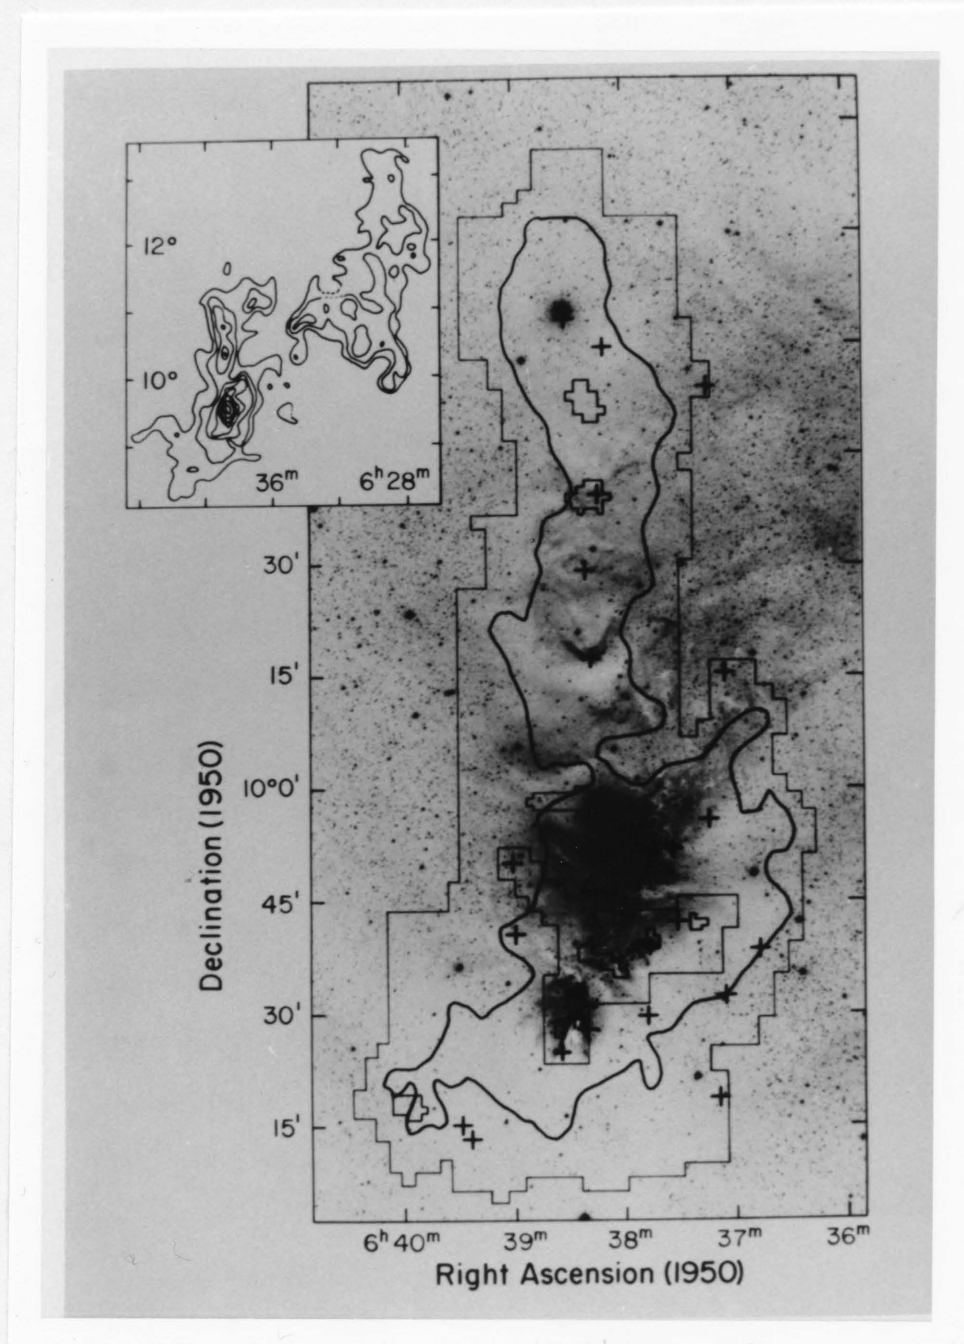 12°
10°
36ᵐ 6ʰ28ᵐ
30'
15'
10°0'
45'
30'
15'
Declination (1950)
6ʰ40ᵐ 39ᵐ 38ᵐ 37ᵐ 36ᵐ
Right Ascension (1950)